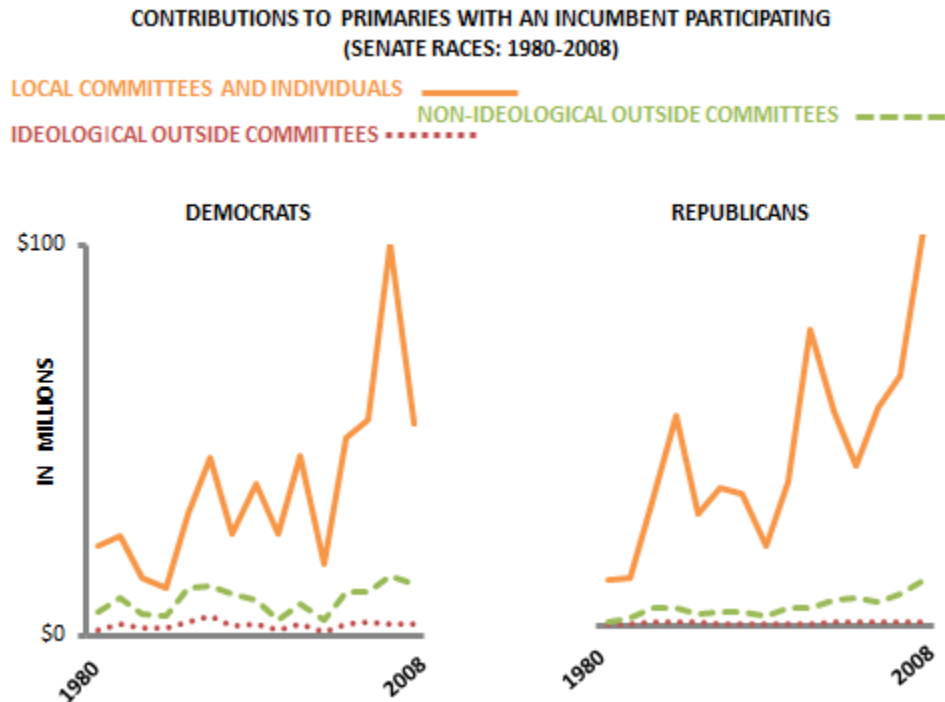 CONTRIBUTIONS TO PRIMARIES WITH AN INCUMBENT PARTICIPATING
(SENATE RACES: 1980-2008)
LOCAL COMMITTEES AND INDIVIDUALS
NON-IDEOLOGICAL OUTSIDE COMMITTEES
IDEOLOGICAL OUTSIDE COMMITTEES
DEMOCRATS
REPUBLICANS
$100
IN MILLIONS
$0
1980
2008
1980
2008